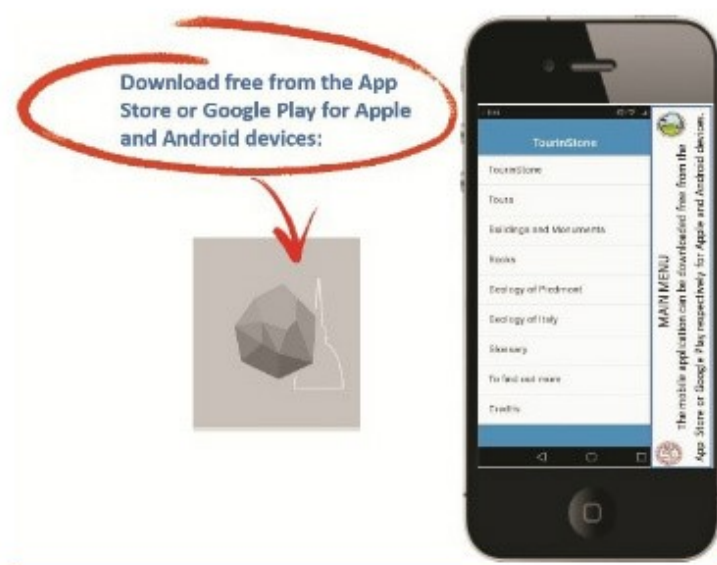 Download free from the App
Store or Google Play for Apple
and Android devices:
TourInStone
TourinStone
Tours
Buildings and Monuments
Rocks
Geology of Piedmont
Geology of Italy
Glossary
To find out more
Credits
MAIN MENU
The mobile application can be downloaded free from the
App Store or Google Play respectively for Apple and Android devices.